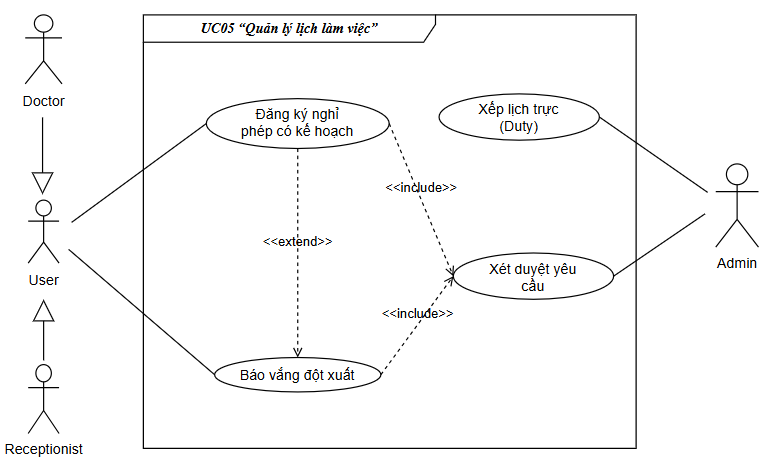 UC05 “Quản lý lịch làm việc”
Doctor
Đăng ký nghỉ
phép có kế hoạch
Xếp lịch trực
(Duty)
<<include>>
<<extend>>
User
Xét duyệt yêu
cầu
Admin
<<include>>
Báo vắng đột xuất
Receptionist